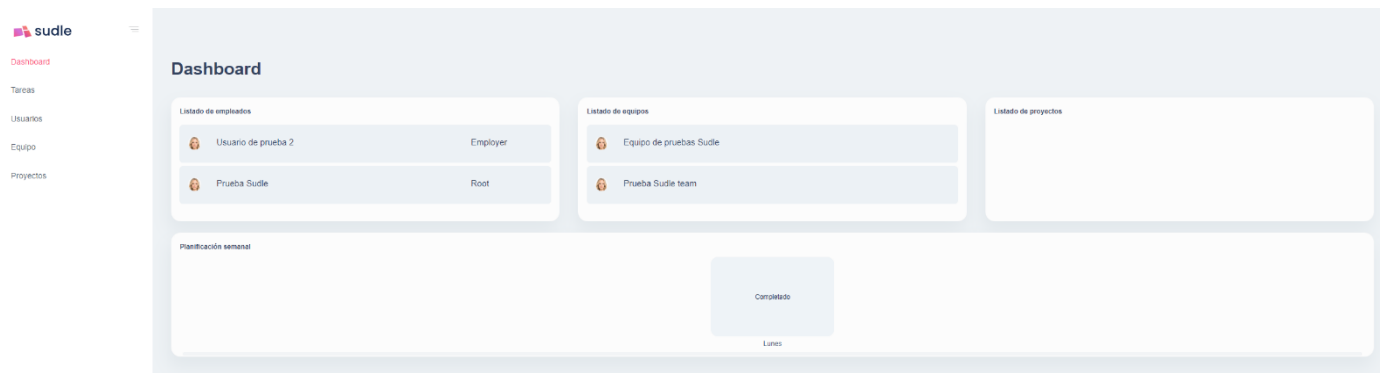 sudle
Dashboard
Tareas
Usuarios
Equipo
Proyectos
Dashboard
Listado de empleados
Usuario de prueba 2 Employer
Prueba Sudle Root
Listado de equipos
Equipo de pruebas Sudle
Prueba Sudle team
Listado de proyectos
Planificación semanal
Completado
Lunes